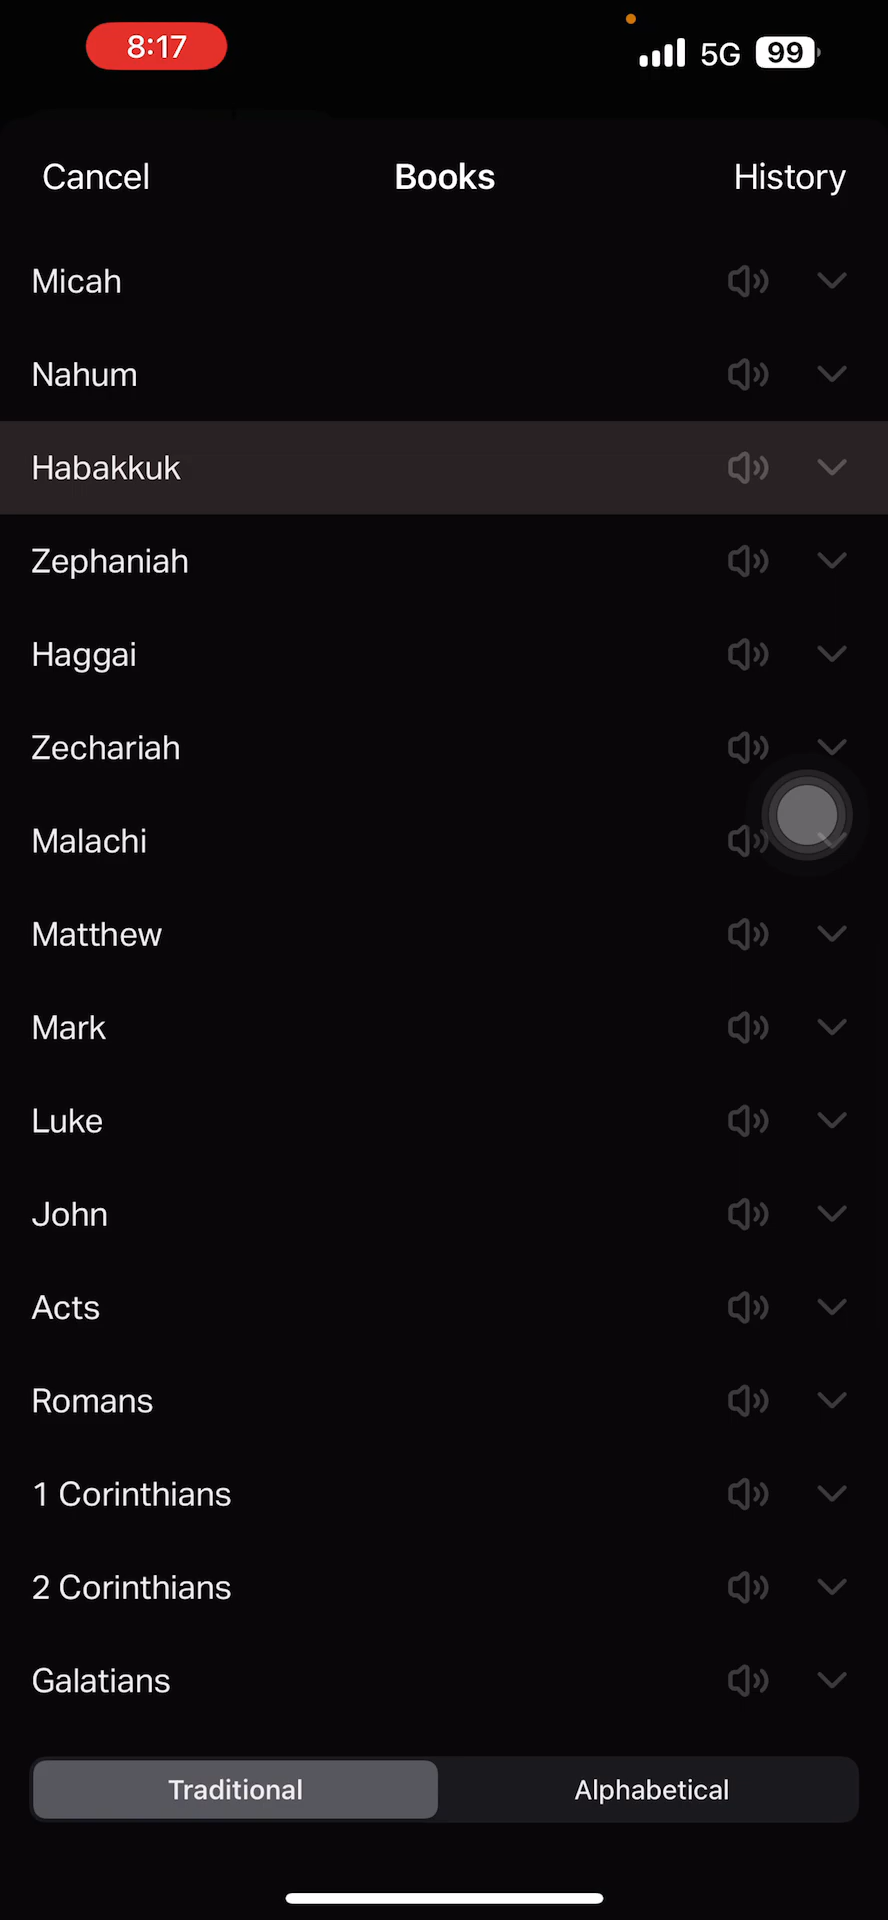 8:17
5G 99
Cancel Books History
Micah
Nahum
Habakkuk
Zephaniah
Haggai
Zechariah
Malachi
Matthew
Mark
Luke
John
Acts
Romans
1 Corinthians
2 Corinthians
Galatians
Traditional Alphabetical